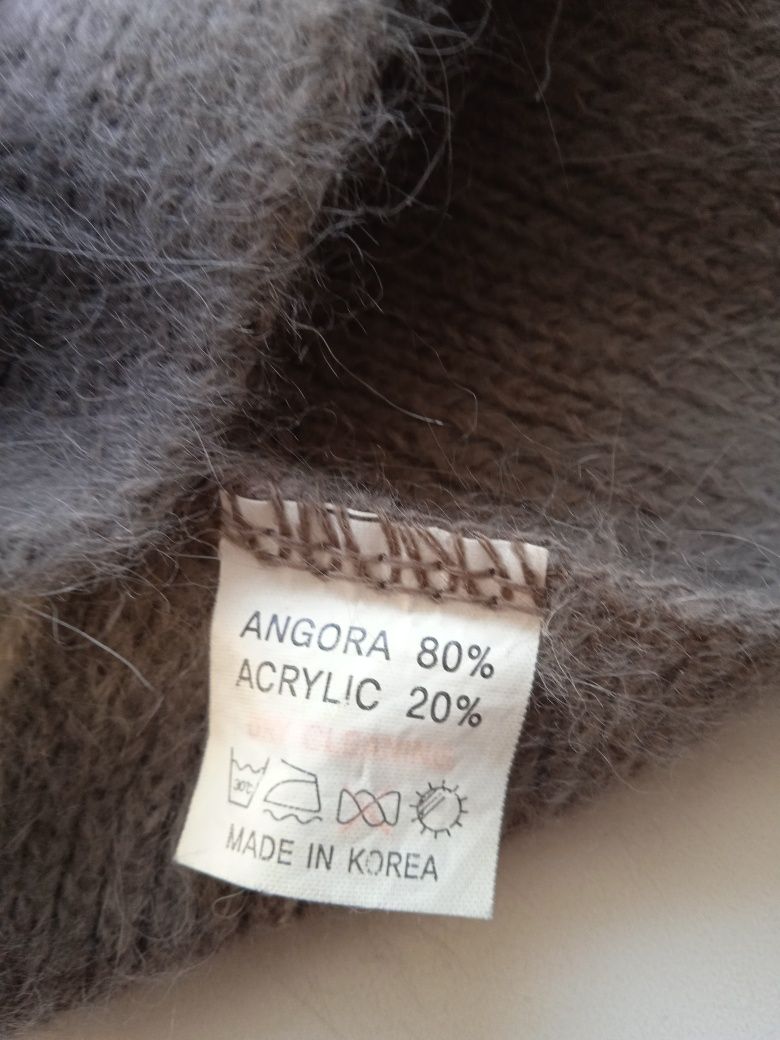 ANGORA 80%
ACRYLIC 20%
DRY CLEANING
30℃
MADE IN KOREA